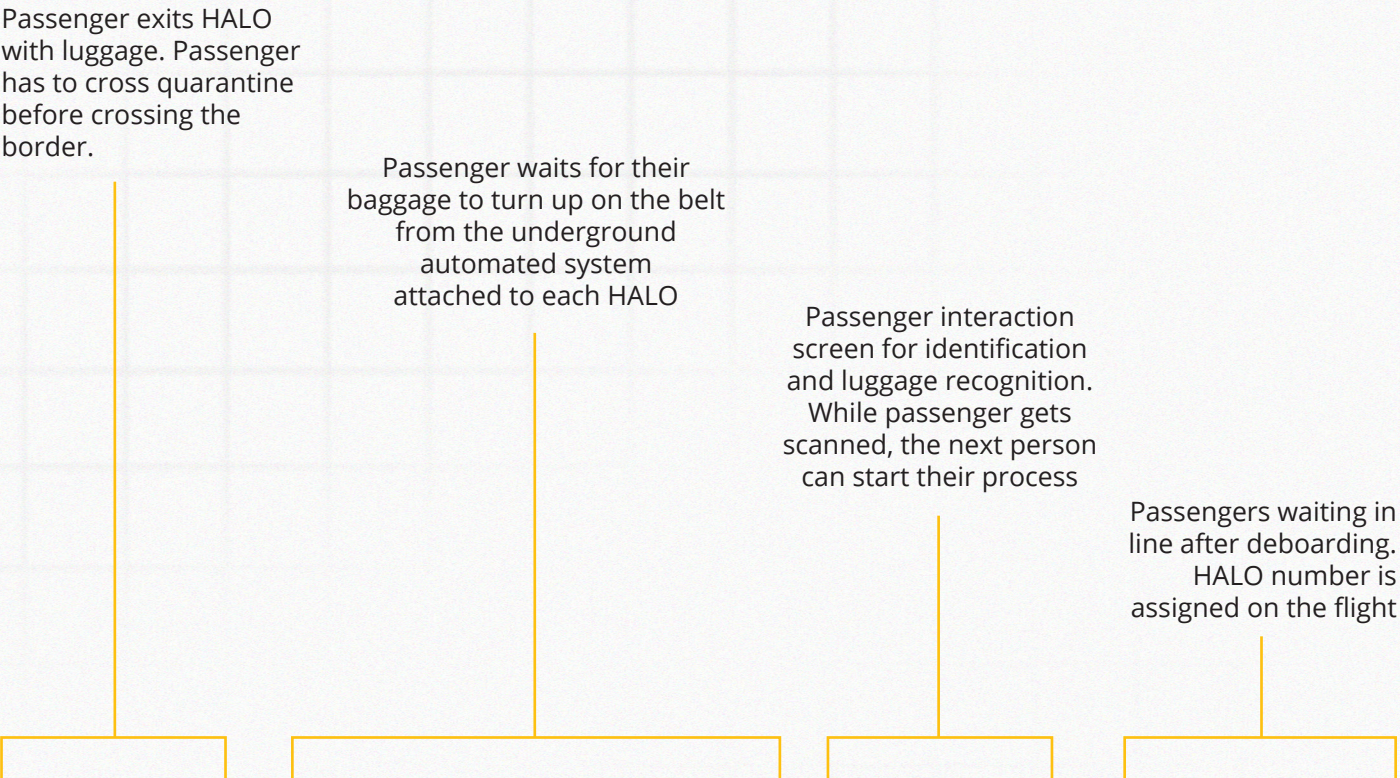 Passenger exits HALO
with luggage. Passenger
has to cross quarantine
before crossing the
border.
Passenger waits for their
baggage to turn up on the belt
from the underground
automated system
attached to each HALO
Passenger interaction
screen for identification
and luggage recognition.
While passenger gets
scanned, the next person
can start their process
Passengers waiting in
line after deboarding.
HALO number is
assigned on the flight